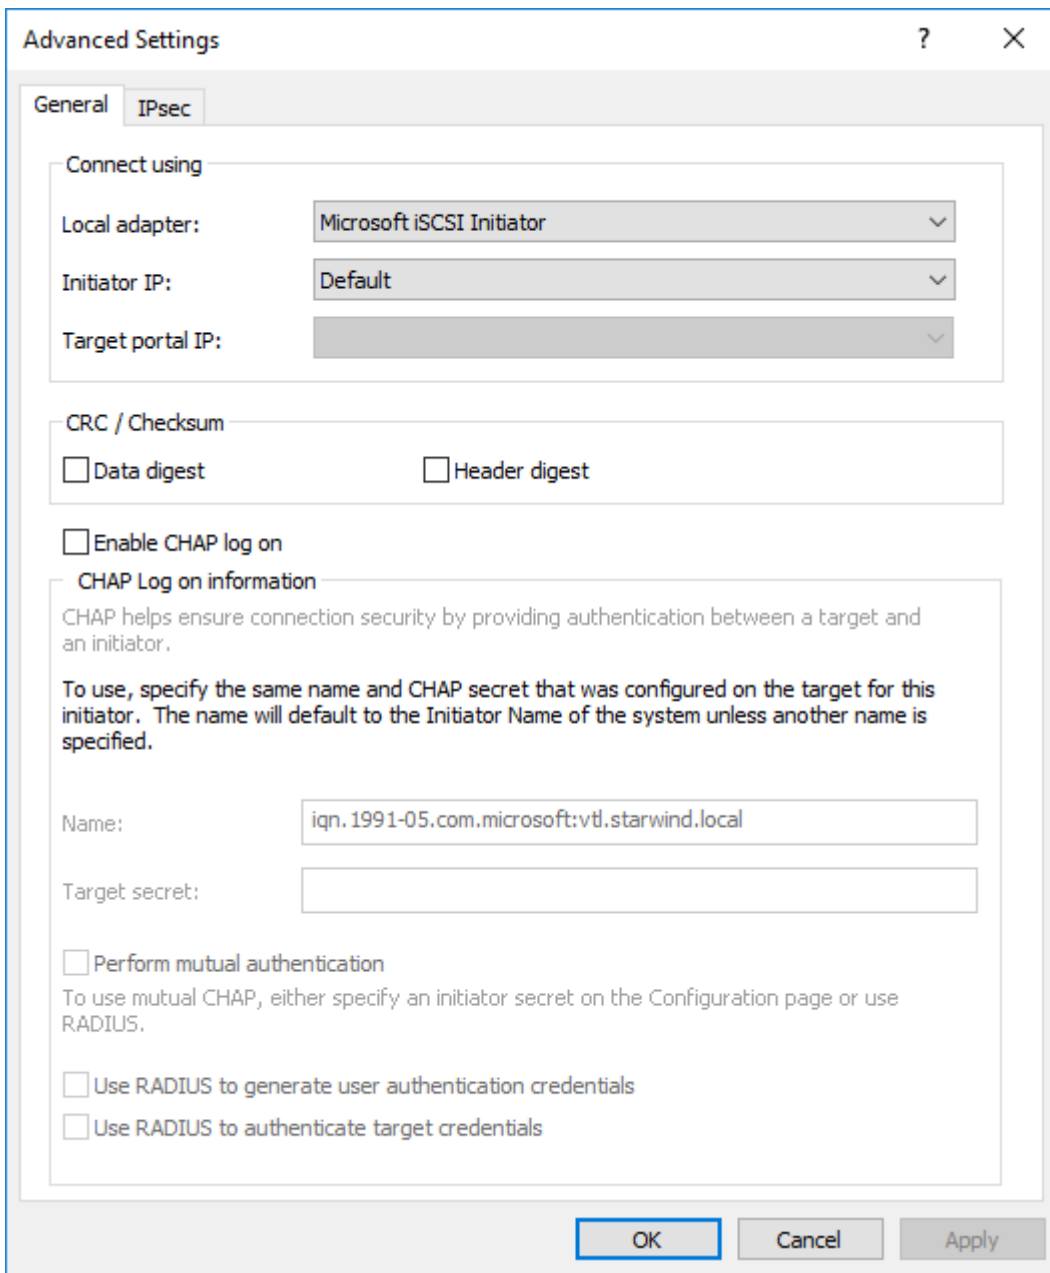 Advanced Settings ?
General IPsec
Connect using
Local adapter: Microsoft iSCSI Initiator
Initiator IP: Default
Target portal IP:
CRC / Checksum
Data digest Header digest
Enable CHAP log on
CHAP Log on information
CHAP helps ensure connection security by providing authentication between a target and
an initiator.
To use, specify the same name and CHAP secret that was configured on the target for this
initiator. The name will default to the Initiator Name of the system unless another name is
specified.
Name: iqn.1991-05.com.microsoft:vtl.starwind.local
Target secret:
Perform mutual authentication
To use mutual CHAP, either specify an initiator secret on the Configuration page or use
RADIUS.
Use RADIUS to generate user authentication credentials
Use RADIUS to authenticate target credentials
OK Cancel Apply